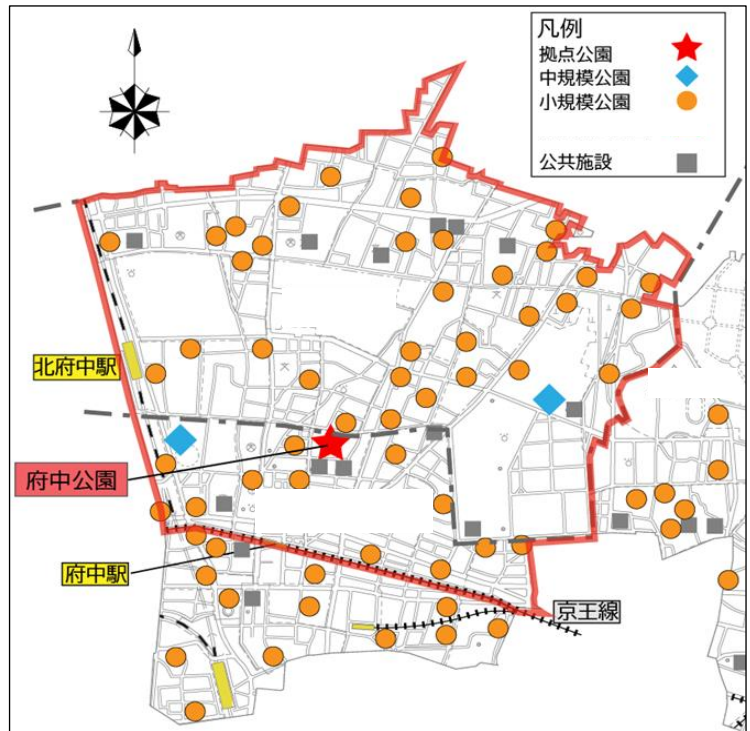 凡例
拠点公園
中規模公園
小規模公園
公共施設
北府中駅
府中公園
府中駅
京王線